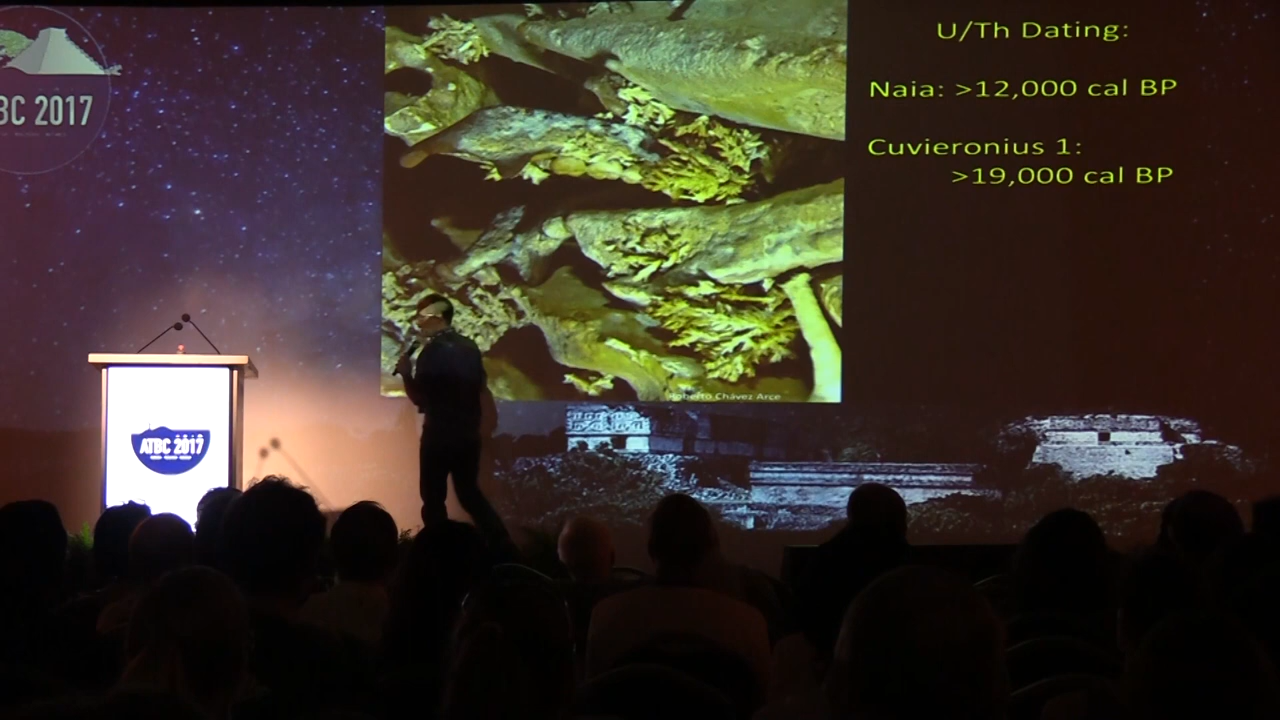 BC 2017
U/Th Dating:
Naia: >12,000 cal BP
Cuvieronius 1:
>19,000 cal BP
Roberto Chávez Arce
ATBC 2017